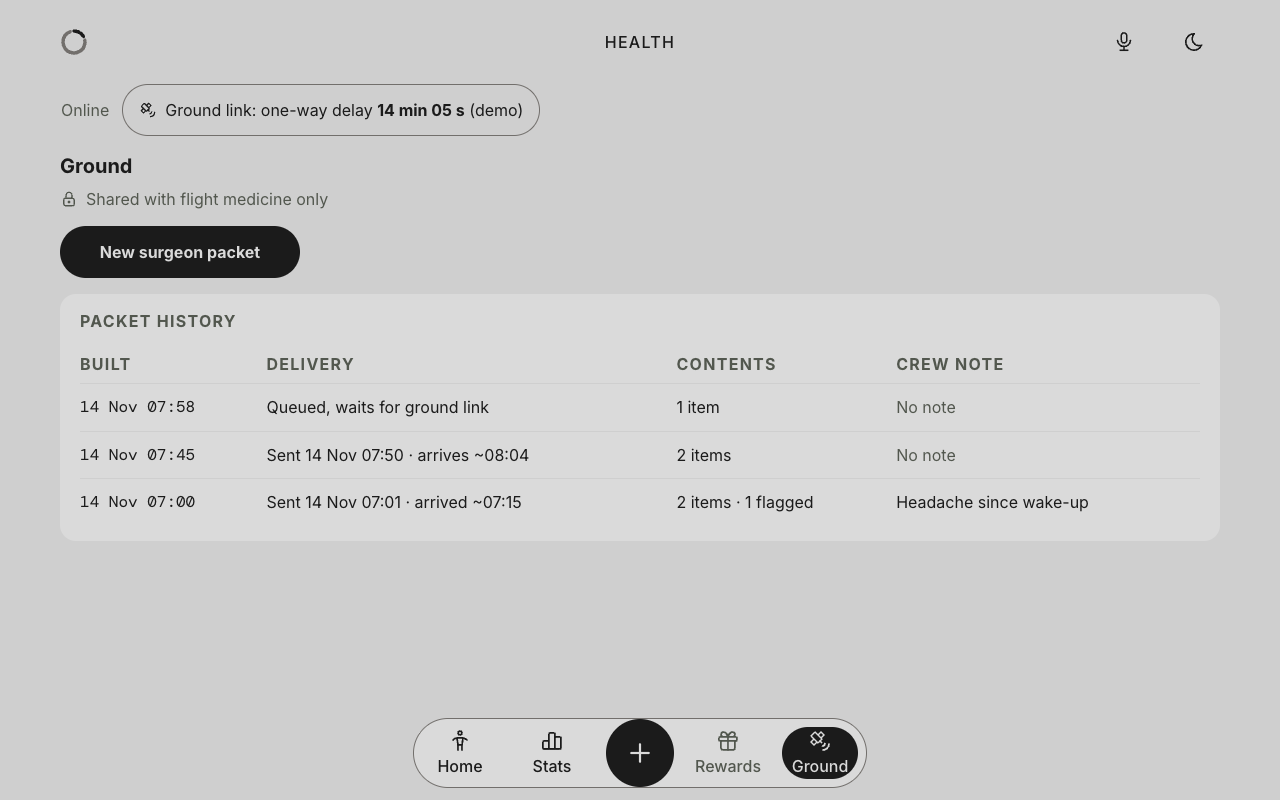 HEALTH
Online
Ground link: one-way delay 14 min 05 s (demo)
Ground
Shared with flight medicine only
New surgeon packet
PACKET HISTORY
BUILT DELIVERY CONTENTS CREW NOTE
14 Nov 07:58 Queued, waits for ground link 1 item No note
14 Nov 07:45 Sent 14 Nov 07:50 · arrives ~08:04 2 items No note
14 Nov 07:00 Sent 14 Nov 07:01 · arrived ~07:15 2 items · 1 flagged Headache since wake-up
Home Stats Rewards Ground